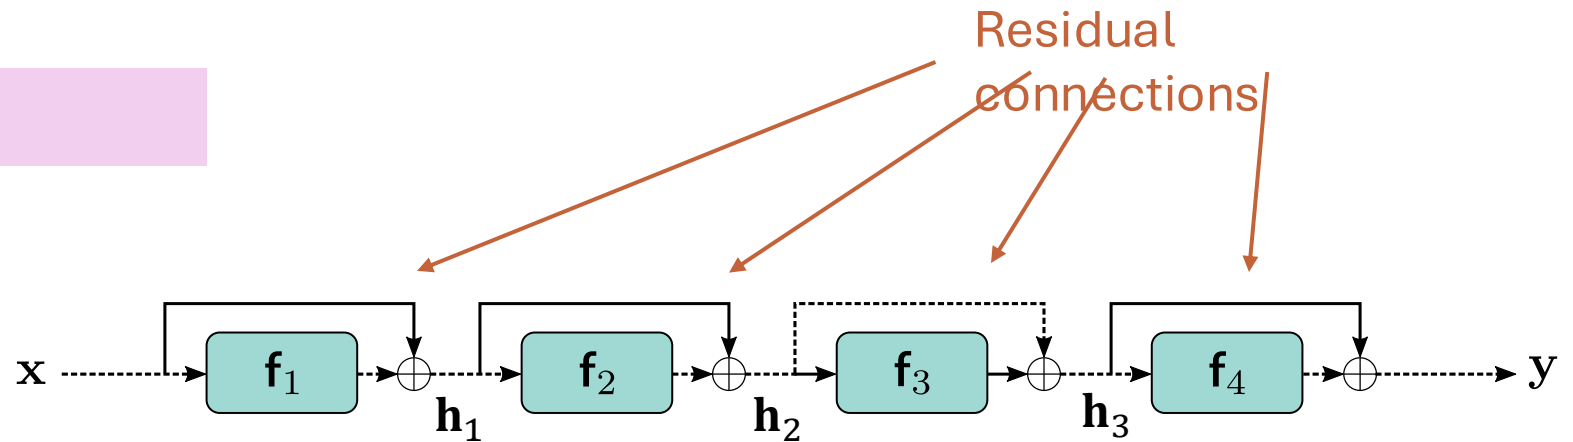 Residual
connections
x f₁ f₂ f₃ f₄ y
h₁ h₂ h₃